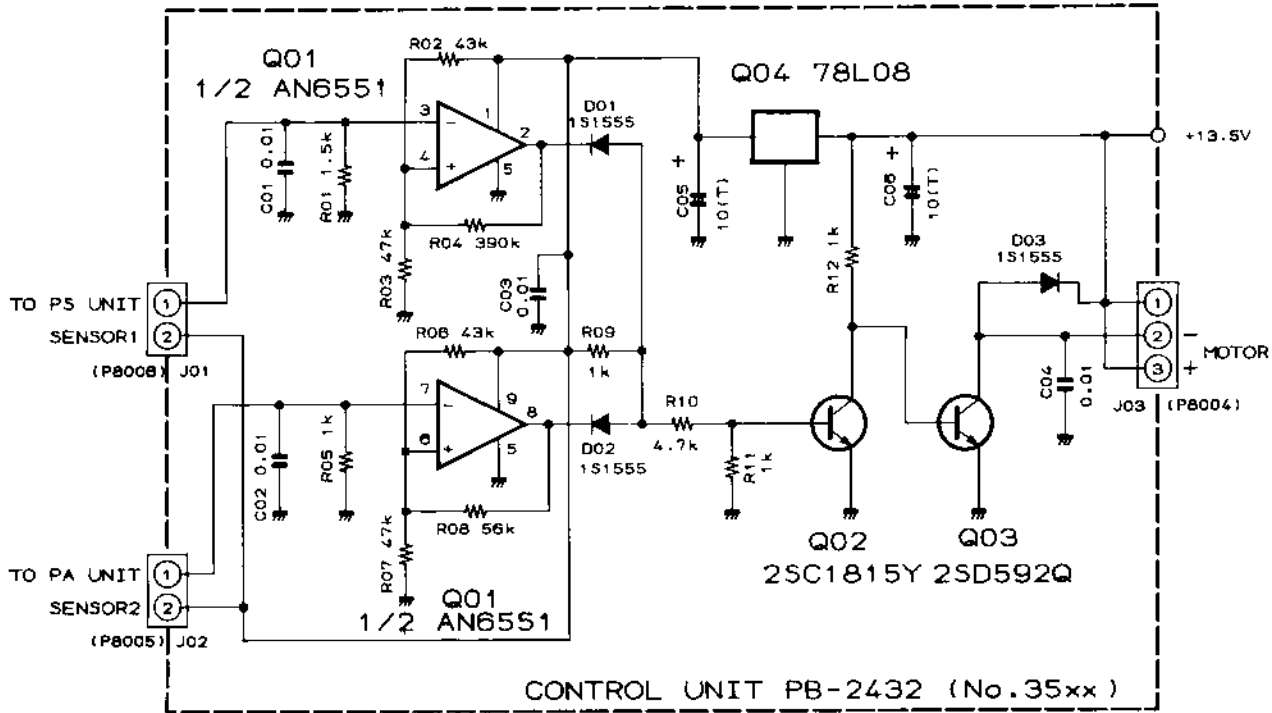 Q01
1/2 AN6551
R02 43k
3
4
1
2
5
C01 0.01
R01 1.5k
R03 47k
R04 390k
D01
1S1555
Q04 78L08
C05
10(T)
+
C06
10(T)
+
+13.5V
R12 1k
D03
1S1555
C03
0.01
TO PS UNIT
1
SENSOR1
2
(P8006) J01
R06 43k
R09
1k
7
6
9
8
5
C02 0.01
R05 1k
R07 47k
R08 56k
D02
1S1555
R10
4.7k
R11
1k
C04
0.01
1
2
-
3
+
MOTOR
J03 (P8004)
TO PA UNIT
1
SENSOR2
2
(P8005) J02
Q01
1/2 AN65S1
Q02
2SC1815Y
Q03
2SD592Q
CONTROL UNIT PB-2432 (No.35xx)